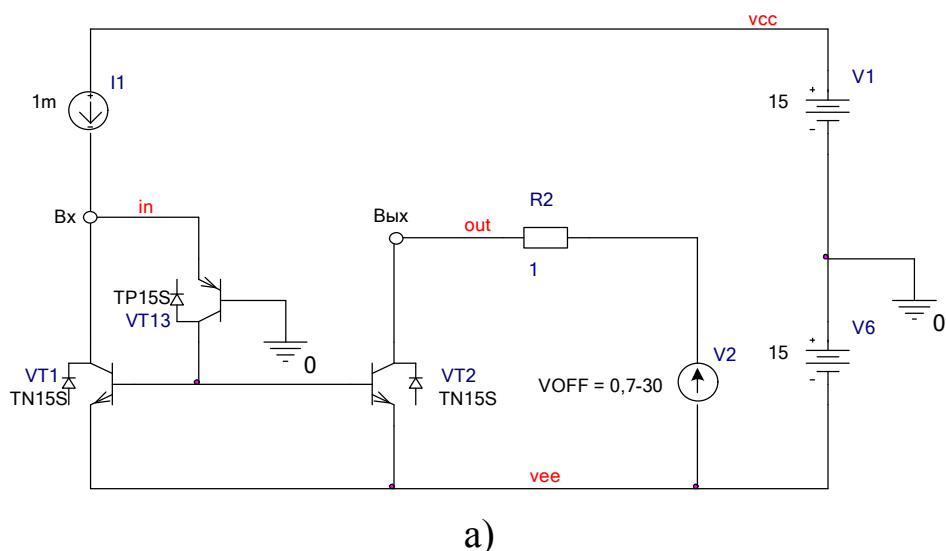 vcc
I1
1m
V1
15
Вх
in
Вых
out
R2
1
TP15S
VT13
0
0
V6
15
VT1
TN15S
VT2
TN15S
V2
VOFF = 0,7-30
vee
а)